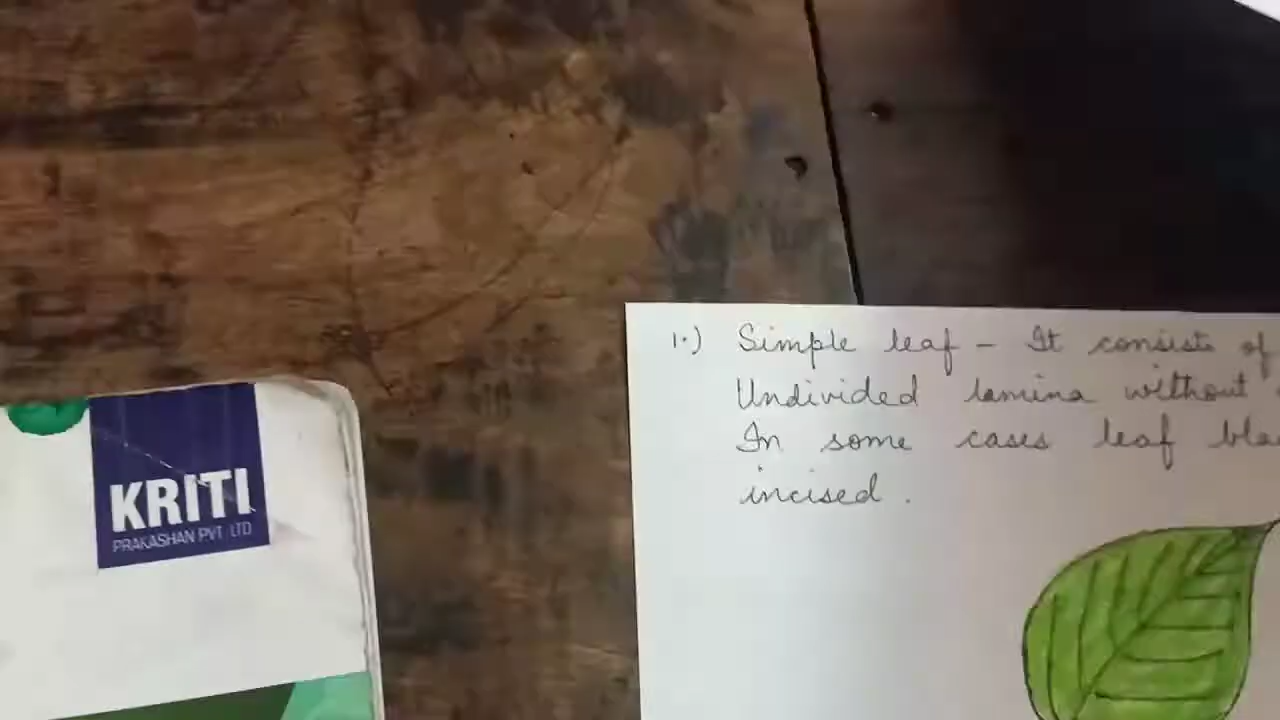 KRITI
PRAKASHAN PVT. LTD
1.) Simple leaf - It consists of
Undivided lamina without
In some cases leaf
incised .